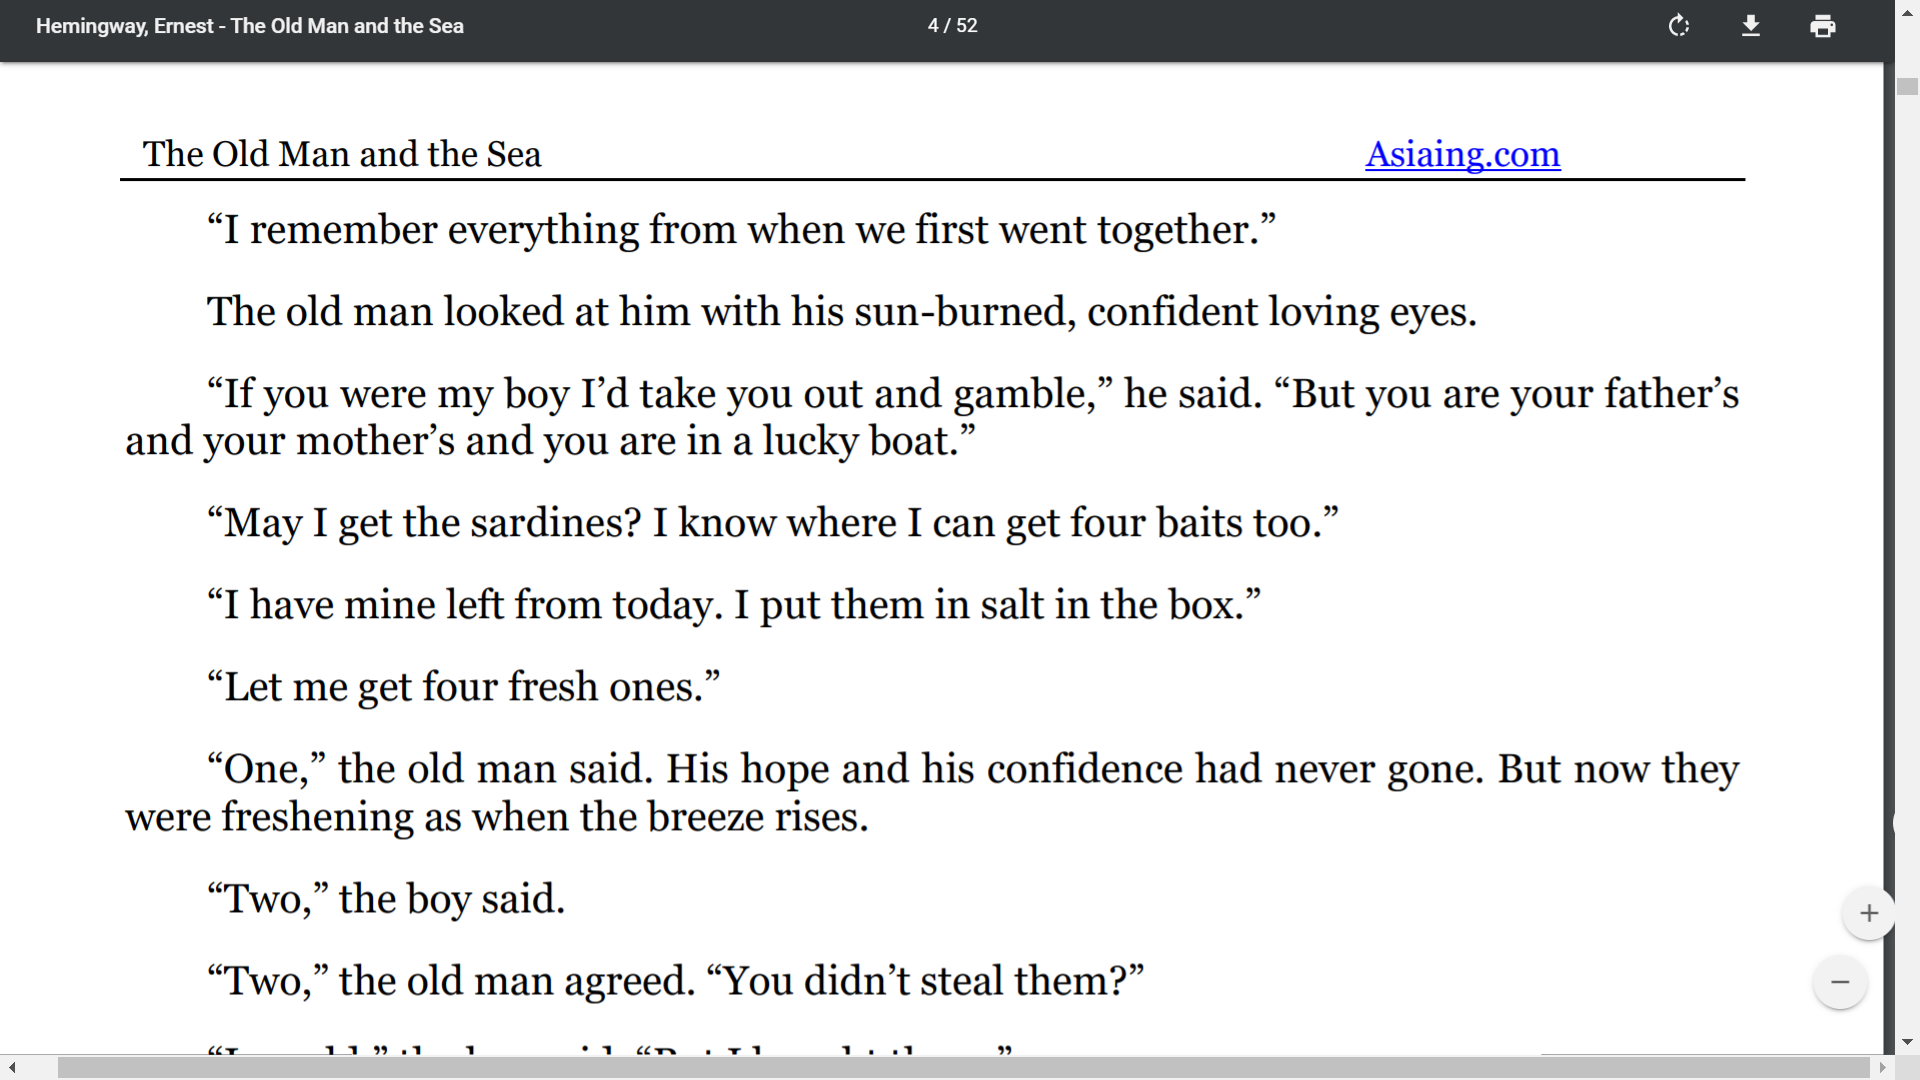 Hemingway, Ernest - The Old Man and the Sea 4 / 52
The Old Man and the Sea Asiaing.com
“I remember everything from when we first went together.”
The old man looked at him with his sun-burned, confident loving eyes.
“If you were my boy I’d take you out and gamble,” he said. “But you are your father’s
and your mother’s and you are in a lucky boat.”
“May I get the sardines? I know where I can get four baits too.”
“I have mine left from today. I put them in salt in the box.”
“Let me get four fresh ones.”
“One,” the old man said. His hope and his confidence had never gone. But now they
were freshening as when the breeze rises.
“Two,” the boy said.
“Two,” the old man agreed. “You didn’t steal them?”